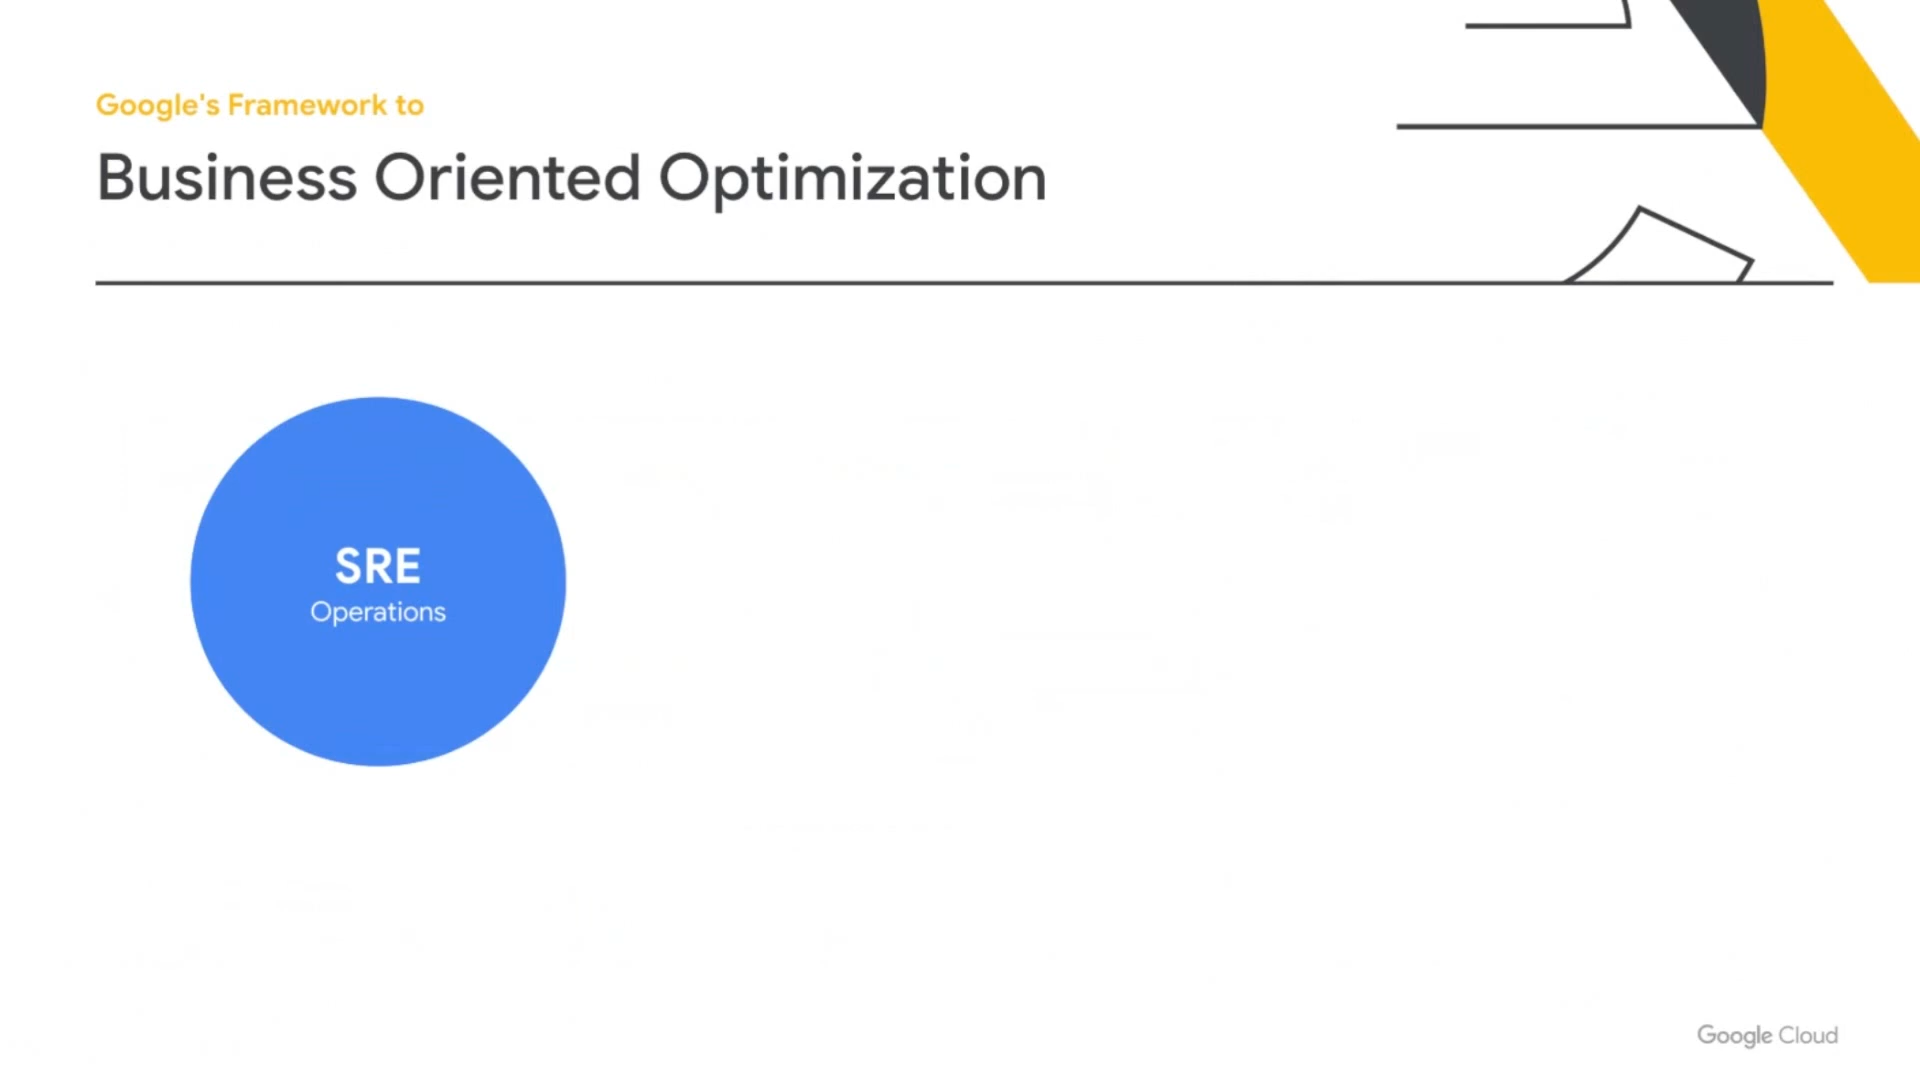 Google's Framework to
Business Oriented Optimization
SRE
Operations
Google Cloud